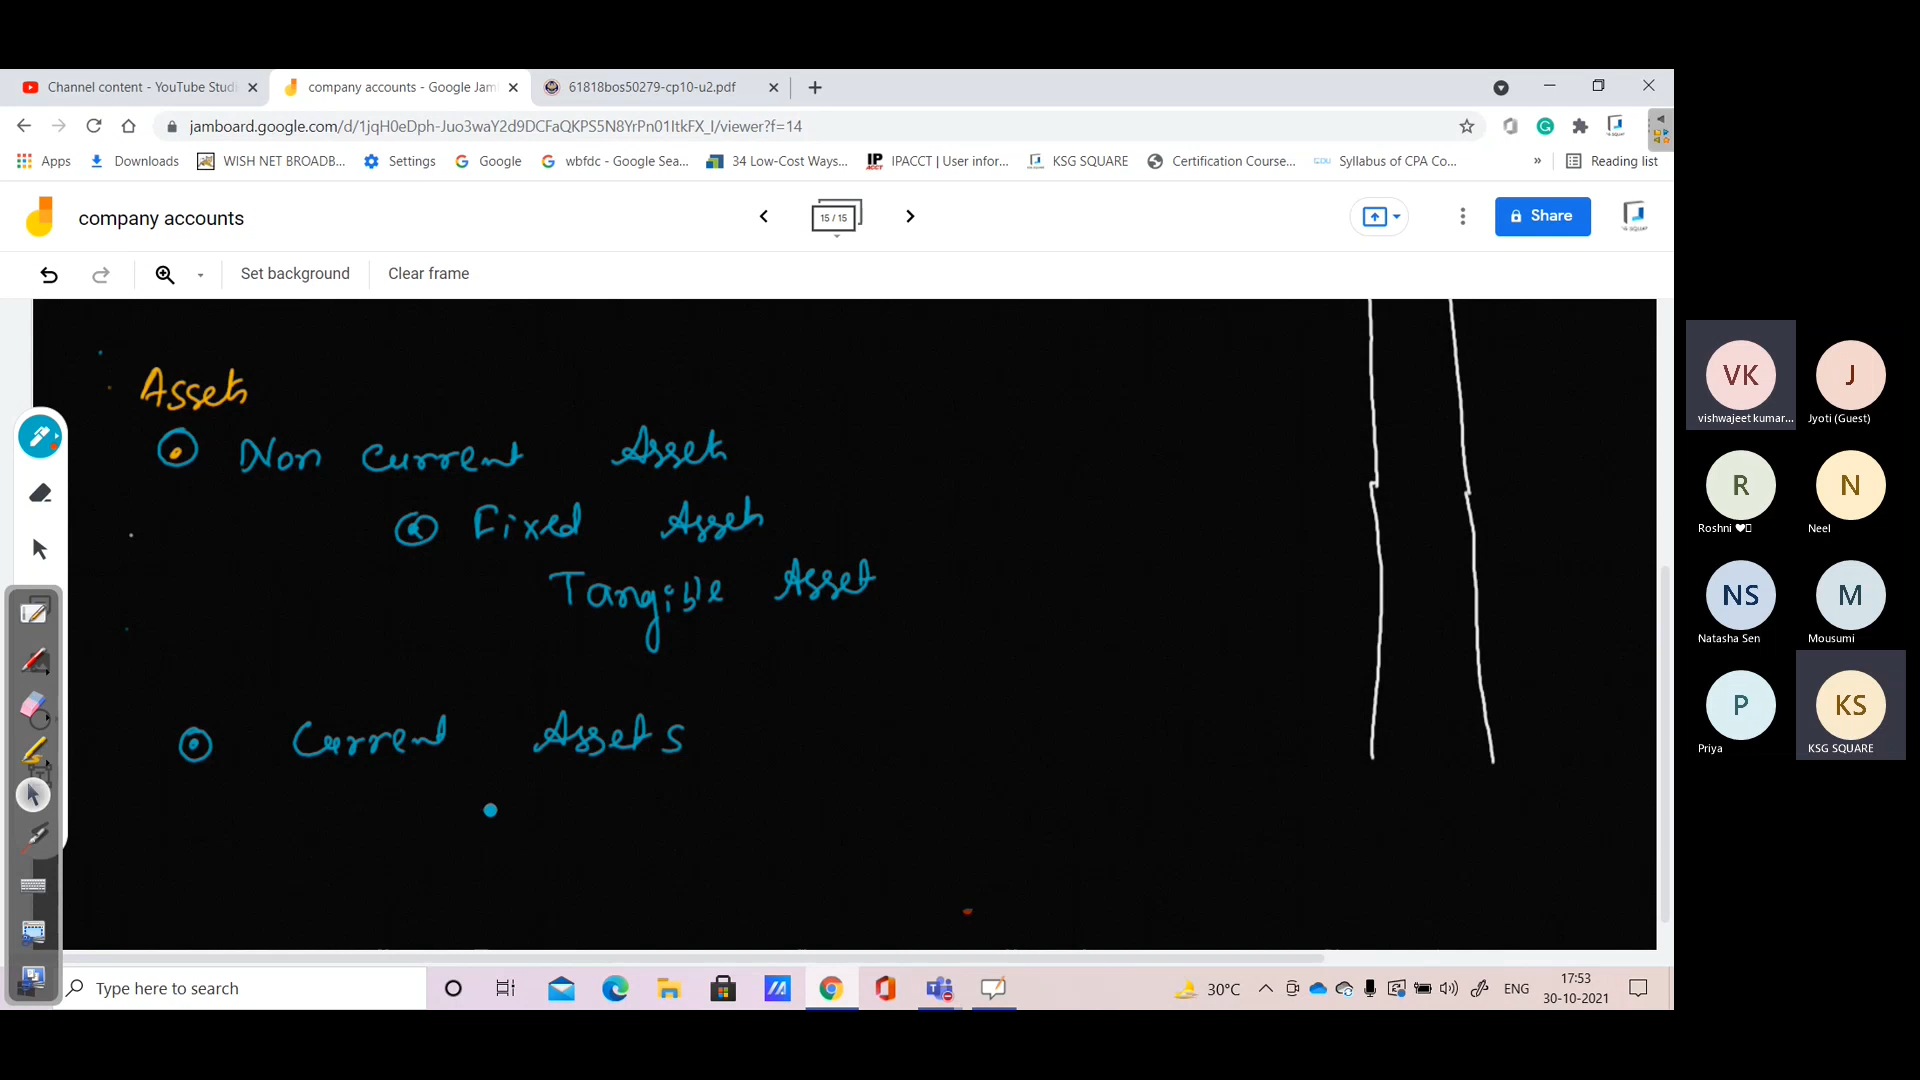 Channel content - YouTube Studi
company accounts - Google Jam
61818bos50279-cp10-u2.pdf
jamboard.google.com/d/1jqH0eDph-Juo3waY2d9DCFaQKPS5N8YrPn01ItkFX_I/viewer?f=14
Apps Downloads WISH NET BROADB... Settings Google wbfdc - Google Sea... 34 Low-Cost Ways... IP IPACCT | User infor... KSG SQUARE Certification Course... Syllabus of CPA Co... » Reading list
company accounts
15 / 15
Share
Set background Clear frame
Assets
Non Current Asset
a Fixed Asset
Tangible Asset
Current Assets
VK
vishwajeet kumar...
J
Jyoti (Guest)
R
Roshni
N
Neel
NS
Natasha Sen
M
Mousumi
P
Priya
KS
KSG SQUARE
Type here to search
30°C
ENG
17:53
30-10-2021